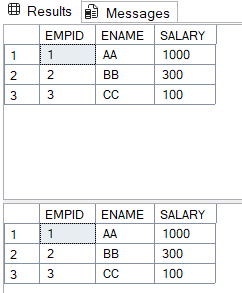 Results Messages
EMPID ENAME SALARY
1 1 AA 1000
2 2 BB 300
3 3 CC 100
EMPID ENAME SALARY
1 1 AA 1000
2 2 BB 300
3 3 CC 100